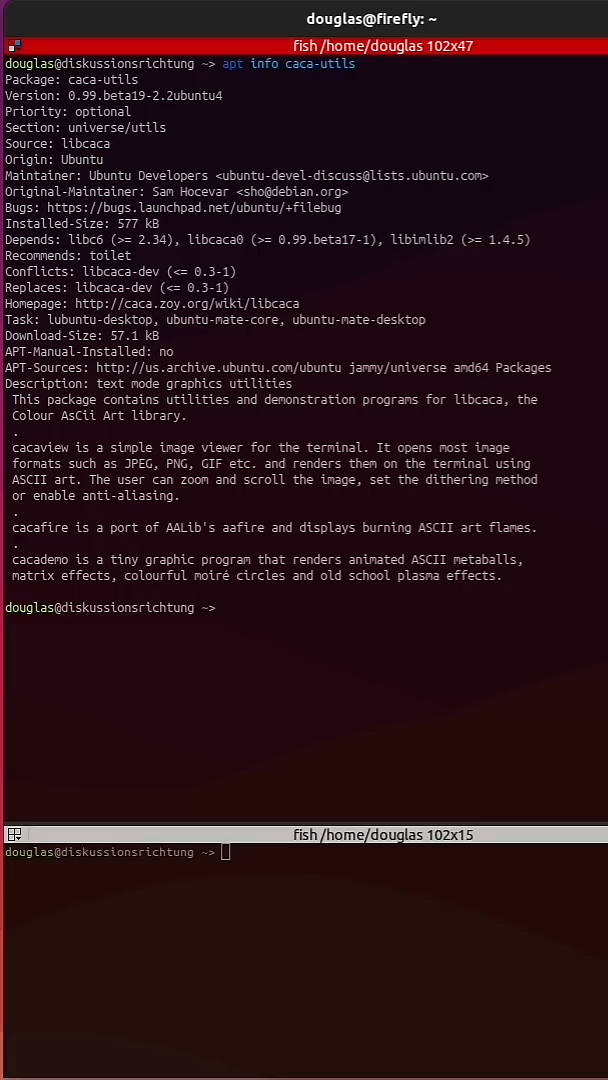 douglas@firefly: ~
fish /home/douglas 102x47
douglas@diskussionsrichtung ~> apt info caca-utils
Package: caca-utils
Version: 0.99.beta19-2.2ubuntu4
Priority: optional
Section: universe/utils
Source: libcaca
Origin: Ubuntu
Maintainer: Ubuntu Developers <ubuntu-devel-discuss@lists.ubuntu.com>
Original-Maintainer: Sam Hocevar <sho@debian.org>
Bugs: https://bugs.launchpad.net/ubuntu/+filebug
Installed-Size: 577 kB
Depends: libc6 (>= 2.34), libcaca0 (>= 0.99.beta17-1), libimlib2 (>= 1.4.5)
Recommends: toilet
Conflicts: libcaca-dev (<= 0.3-1)
Replaces: libcaca-dev (<= 0.3-1)
Homepage: http://caca.zoy.org/wiki/libcaca
Task: lubuntu-desktop, ubuntu-mate-core, ubuntu-mate-desktop
Download-Size: 57.1 kB
APT-Manual-Installed: no
APT-Sources: http://us.archive.ubuntu.com/ubuntu jammy/universe amd64 Packages
Description: text mode graphics utilities
This package contains utilities and demonstration programs for libcaca, the
Colour AsCii Art library.
.
cacaview is a simple image viewer for the terminal. It opens most image
formats such as JPEG, PNG, GIF etc. and renders them on the terminal using
ASCII art. The user can zoom and scroll the image, set the dithering method
or enable anti-aliasing.
.
cacafire is a port of AALib's aafire and displays burning ASCII art flames.
.
cacademo is a tiny graphic program that renders animated ASCII metaballs,
matrix effects, colourful moiré circles and old school plasma effects.
douglas@diskussionsrichtung ~>
fish /home/douglas 102x15
douglas@diskussionsrichtung ~>